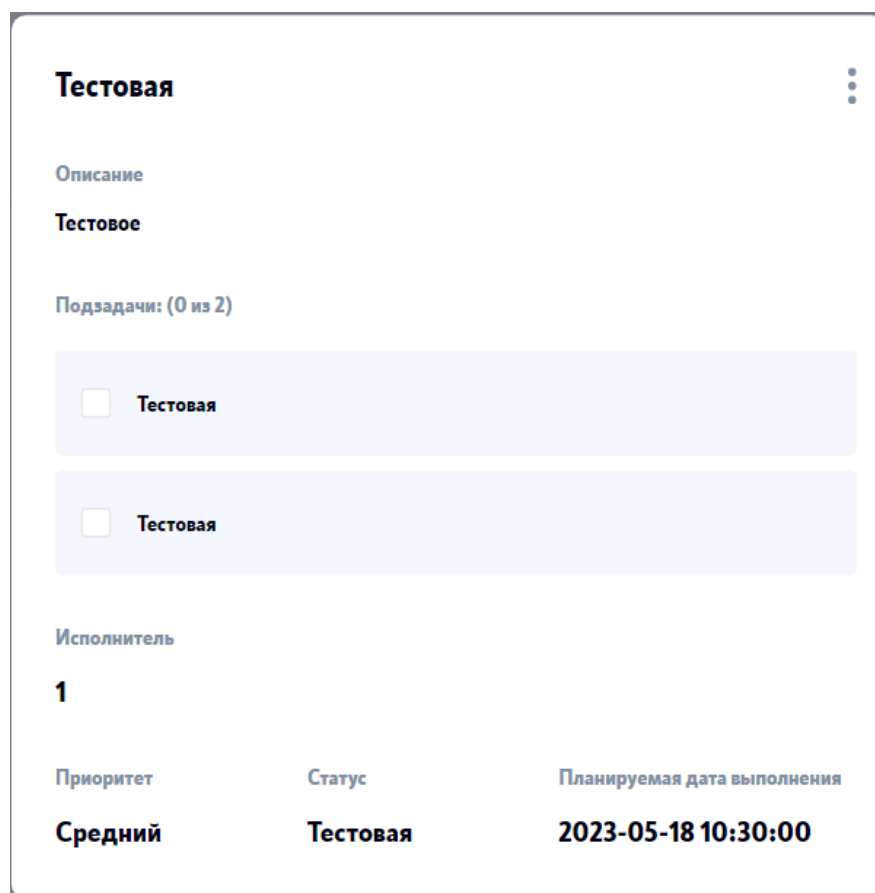 Тестовая
Описание
Тестовое
Подзадачи: (0 из 2)
Тестовая
Тестовая
Исполнитель
1
Приоритет Статус Планируемая дата выполнения
Средний Тестовая 2023-05-18 10:30:00